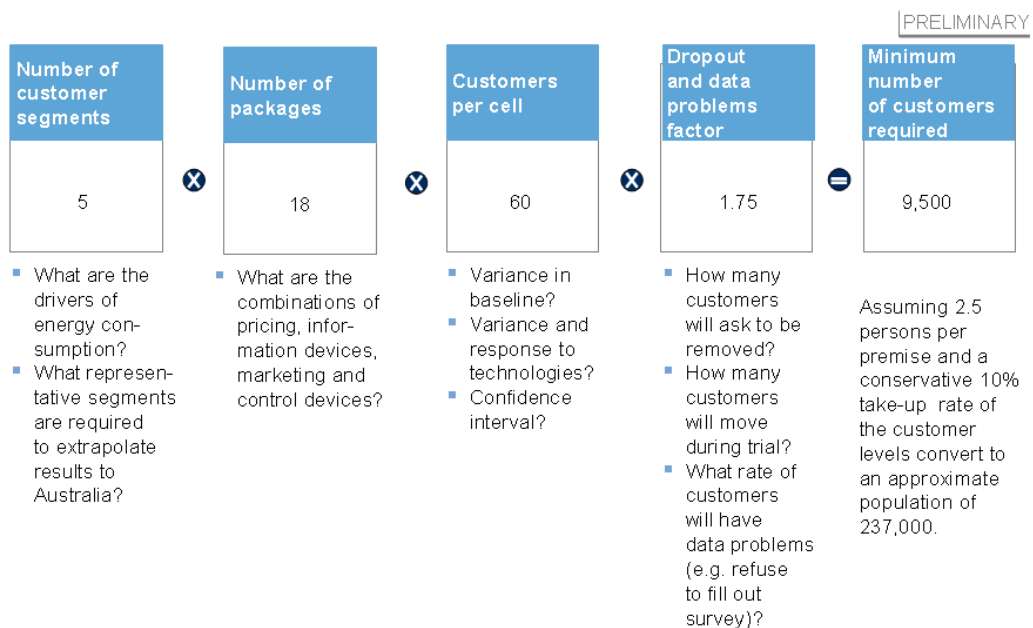 PRELIMINARY
Number of
customer
segments
5
What are the
drivers of
energy con-
sumption?
What represen-
tative segments
are required
to extrapolate
results to
Australia?
X
Number of
packages
18
What are the
combinations of
pricing, infor-
mation devices,
marketing and
control devices?
X
Customers
per cell
60
Variance in
baseline?
Variance and
response to
technologies?
Confidence
interval?
X
Dropout
and data
problems
factor
1.75
How many
customers
will ask to be
removed?
How many
customers
will move
during trial?
What rate of
customers
will have
data problems
(e.g. refuse
to fill out
survey)?
=
Minimum
number
of customers
required
9,500
Assuming 2.5
persons per
premise and a
conservative 10%
take-up rate of
the customer
levels convert to
an approximate
population of
237,000.